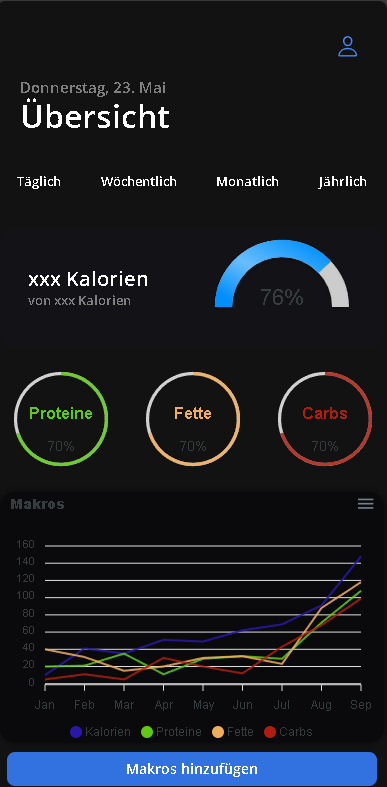 Donnerstag, 23. Mai
Übersicht
Täglich Wöchentlich Monatlich Jährlich
xxx Kalorien
von xxx Kalorien
76%
Proteine Fette Carbs
70% 70% 70%
Makros
160
140
120
100
80
60
40
20
0
Jan Feb Mar Apr May Jun Jul Aug Sep
Kalorien Proteine Fette Carbs
Makros hinzufügen